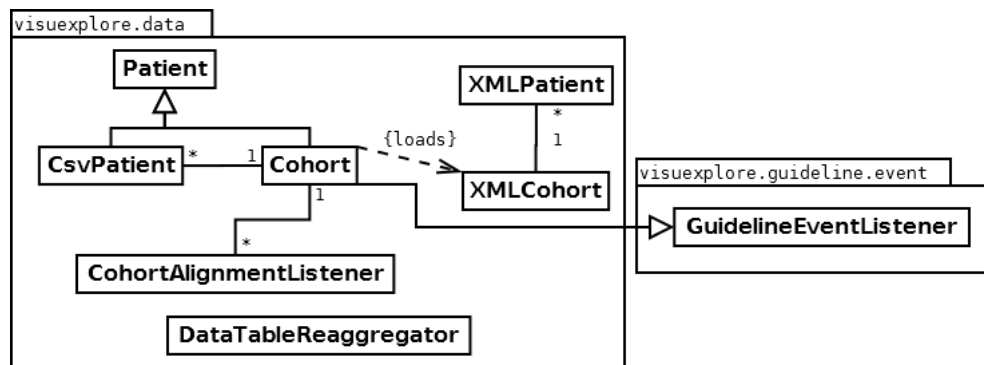 visuexplore.data
Patient
XMLPatient
*
1
{loads}
CsvPatient
*
1
Cohort
XMLCohort
1
*
CohortAlignmentListener
DataTableReaggregator
visuexplore.guideline.event
GuidelineEventListener